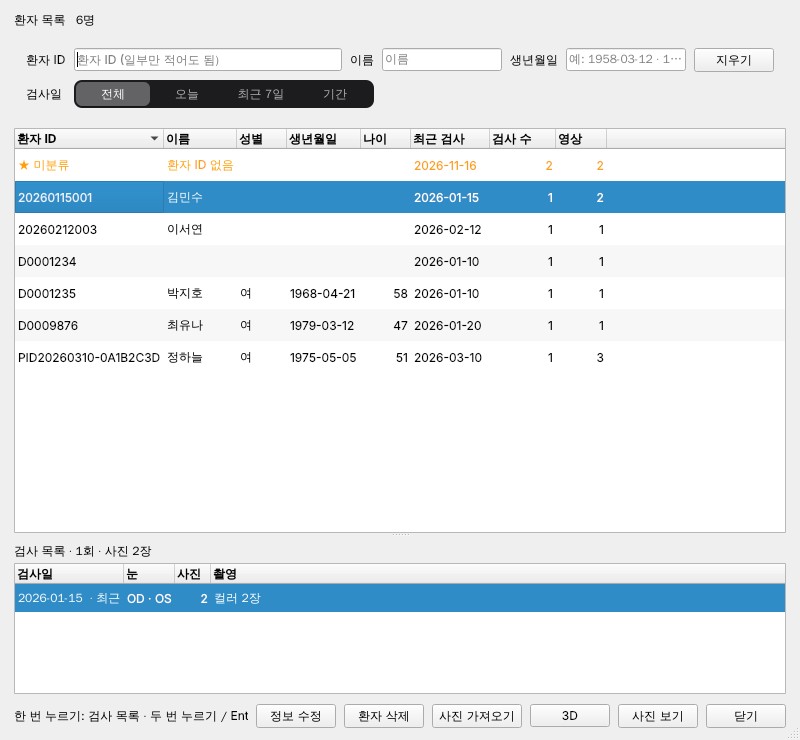 환자 목록 6명
환자 ID 환자 ID (일부만 적어도 됨) 이름 이름 생년월일 예: 1958-03-12 · 1… 지우기
검사일 전체 오늘 최근 7일 기간
환자 ID 이름 성별 생년월일 나이 최근 검사 검사 수 영상
★ 미분류 환자 ID 없음 2026-11-16 2 2
20260115001 김민수 2026-01-15 1 2
20260212003 이서연 2026-02-12 1 1
D0001234 2026-01-10 1 1
D0001235 박지호 여 1968-04-21 58 2026-01-10 1 1
D0009876 최유나 여 1979-03-12 47 2026-01-20 1 1
PID20260310-0A1B2C3D 정하늘 여 1975-05-05 51 2026-03-10 1 3
검사 목록 · 1회 · 사진 2장
검사일 눈 사진 촬영
2026-01-15 · 최근 OD · OS 2 컬러 2장
한 번 누르기: 검사 목록 · 두 번 누르기 / Ent 정보 수정 환자 삭제 사진 가져오기 3D 사진 보기 닫기